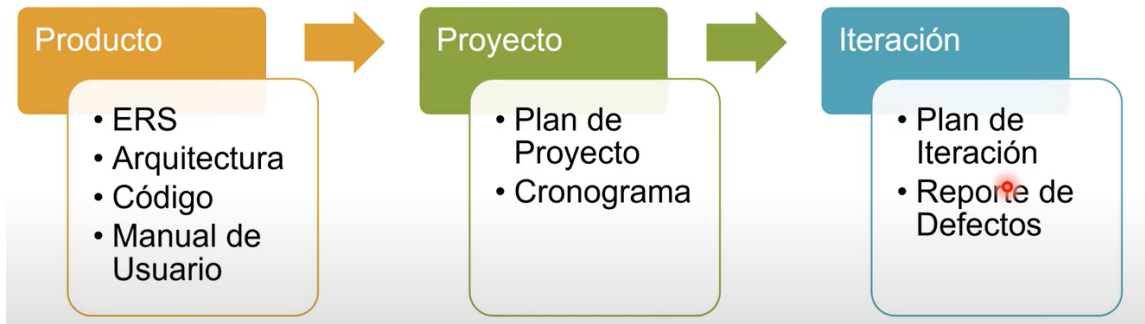 Producto
• ERS
• Arquitectura
• Código
• Manual de
Usuario
Proyecto
• Plan de
Proyecto
• Cronograma
Iteración
• Plan de
Iteración
• Reporte de
Defectos